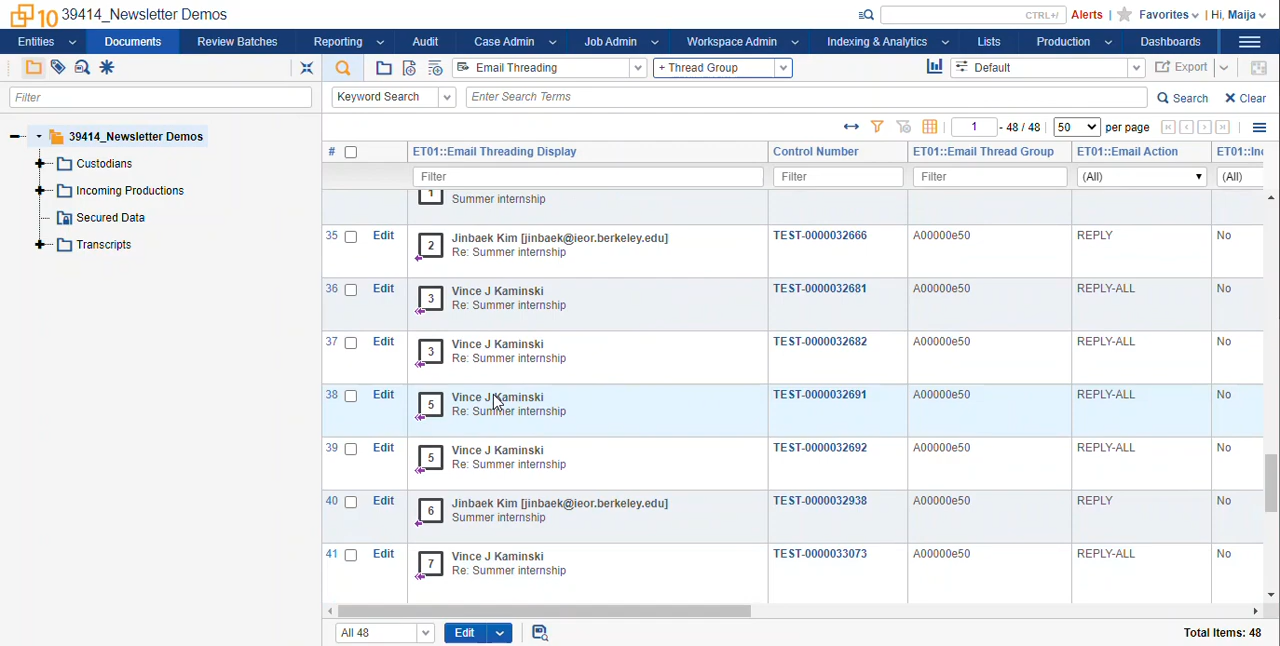 10 39414_Newsletter Demos
CTRL+/
Alerts | Favorites | Hi, Maija
Entities Documents Review Batches Reporting Audit Case Admin Job Admin Workspace Admin Indexing & Analytics Lists Production Dashboards
Email Threading + Thread Group Default Export
Filter Keyword Search Enter Search Terms Search Clear
1 - 48 / 48 50 per page
39414_Newsletter Demos
Custodians
Incoming Productions
Secured Data
Transcripts
# ET01::Email Threading Display Control Number ET01::Email Thread Group ET01::Email Action ET01::Inc
Filter Filter Filter (All) (All)
1 Summer internship
35 Edit 2 Jinbaek Kim [jinbaek@ieor.berkeley.edu] TEST-0000032666 A00000e50 REPLY No
Re: Summer internship
36 Edit 3 Vince J Kaminski TEST-0000032681 A00000e50 REPLY-ALL No
Re: Summer internship
37 Edit 3 Vince J Kaminski TEST-0000032682 A00000e50 REPLY-ALL No
Re: Summer internship
38 Edit 5 Vince J Kaminski TEST-0000032691 A00000e50 REPLY-ALL No
Re: Summer internship
39 Edit 5 Vince J Kaminski TEST-0000032692 A00000e50 REPLY-ALL No
Re: Summer internship
40 Edit 6 Jinbaek Kim [jinbaek@ieor.berkeley.edu] TEST-0000032938 A00000e50 REPLY No
Summer internship
41 Edit 7 Vince J Kaminski TEST-0000033073 A00000e50 REPLY-ALL No
Re: Summer internship
All 48 Edit Total Items: 48